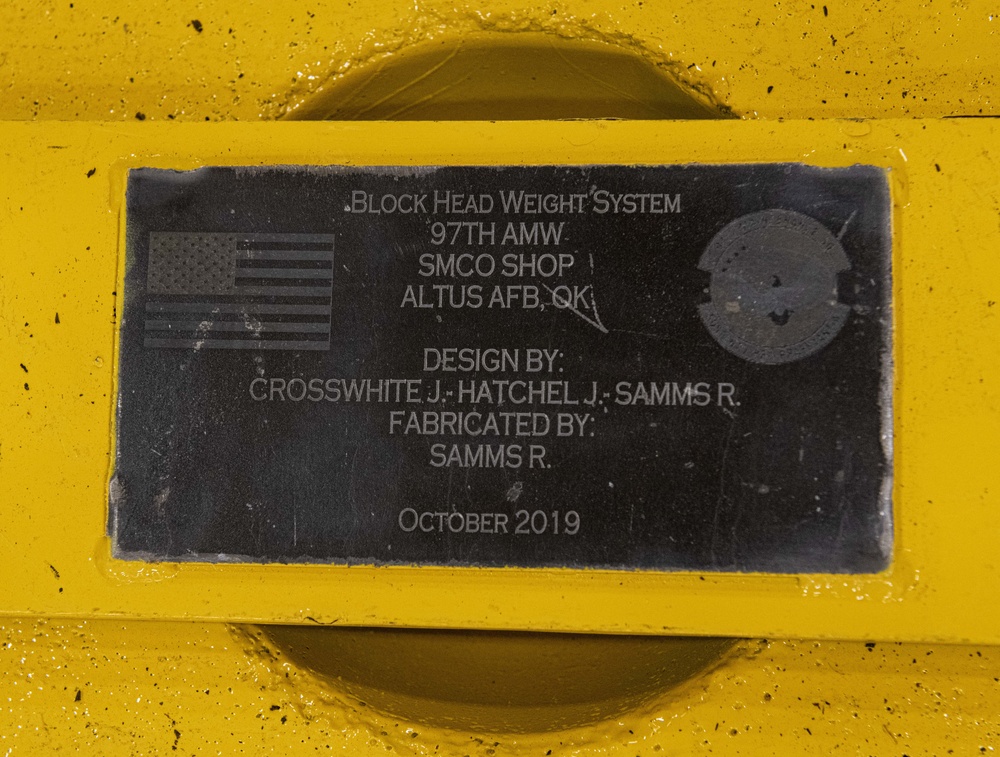 BLOCK HEAD WEIGHT SYSTEM
97TH AMW
SMCO SHOP
ALTUS AFB, OK
DESIGN BY:
CROSSWHITE J.- HATCHEL J.- SAMMS R.
FABRICATED BY:
SAMMS R.
OCTOBER 2019